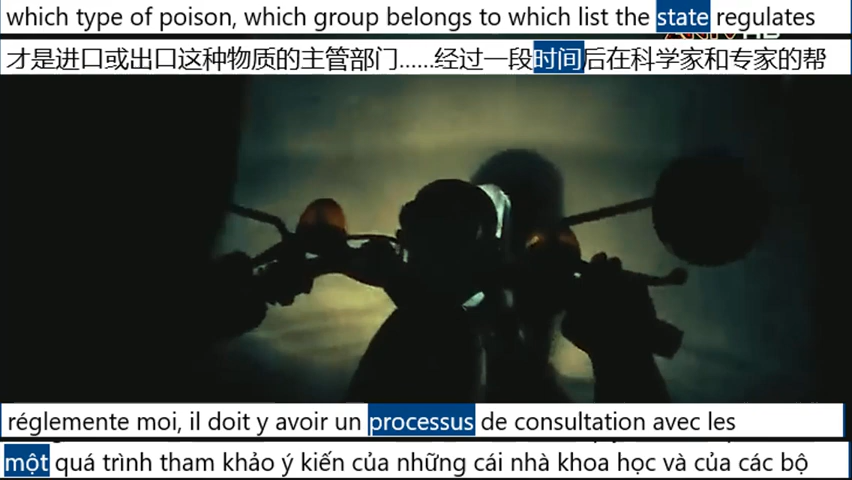 which type of poison, which group belongs to which list the state regulates
才是进口或出口这种物质的主管部门......经过一段时间后在科学家和专家的帮
réglemente moi, il doit y avoir un processus de consultation avec les
một quá trình tham khảo ý kiến của những cái nhà khoa học và của các bộ